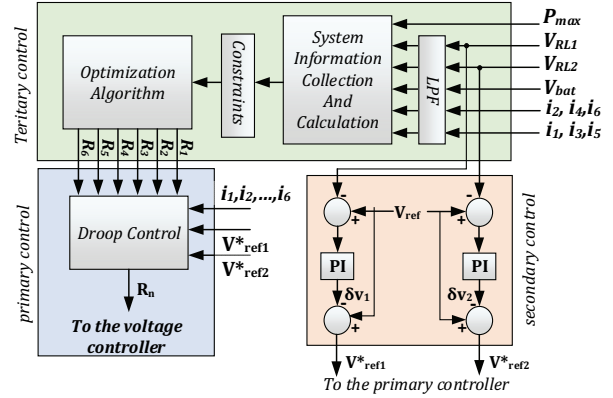 Teritary control
Optimization
Algorithm
Constraints
System
Information
Collection
And
Calculation
LPF
P_max
V_RL1
V_RL2
V_bat
i_2, i_4,i_6
i_1, i_3,i_5
R_6
R_5
R_4
R_3
R_2
R_1
primary control
Droop Control
i_1,i_2,...,i_6
V*_ref1
V*_ref2
R_n
To the voltage
controller
secondary control
-
-
+
V_ref
+
PI
PI
δv_1
δv_2
-
-
+
+
V*_ref1
V*_ref2
To the primary controller